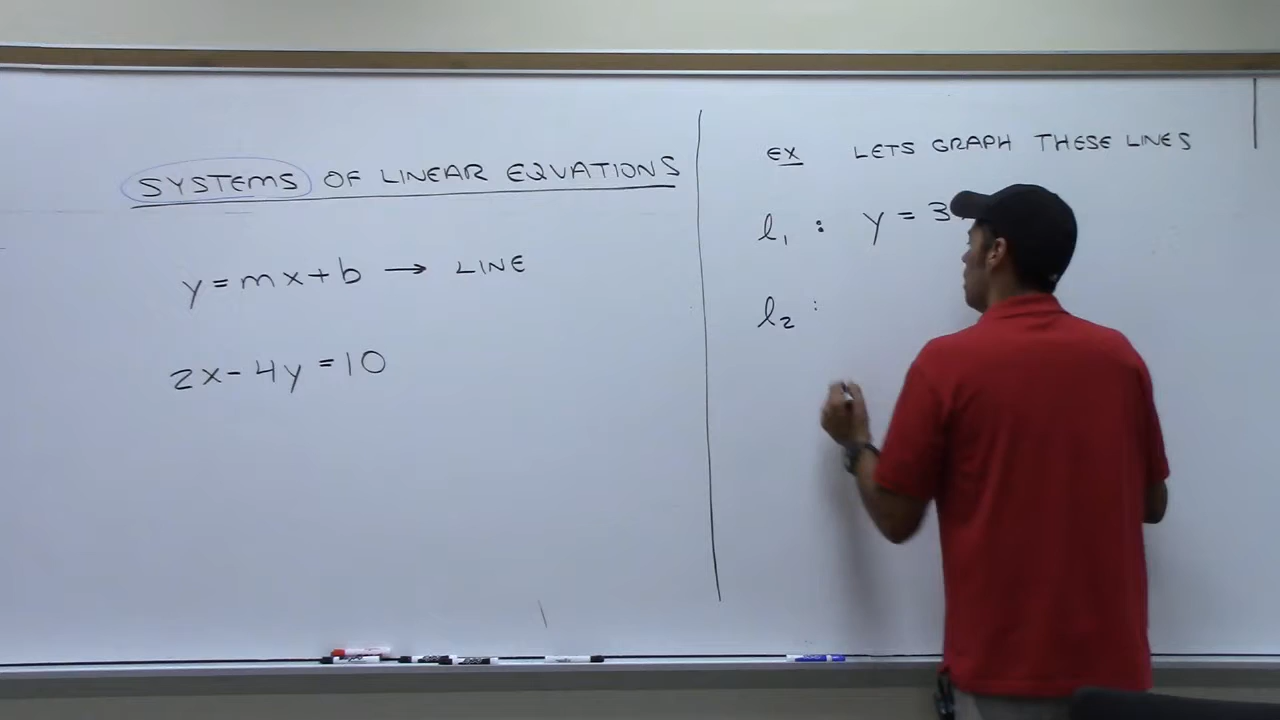 SYSTEMS OF LINEAR EQUATIONS
y = mx + b → LINE
2x - 4y = 10
EX LETS GRAPH THESE LINES
l₁ : y = 3
l₂ :